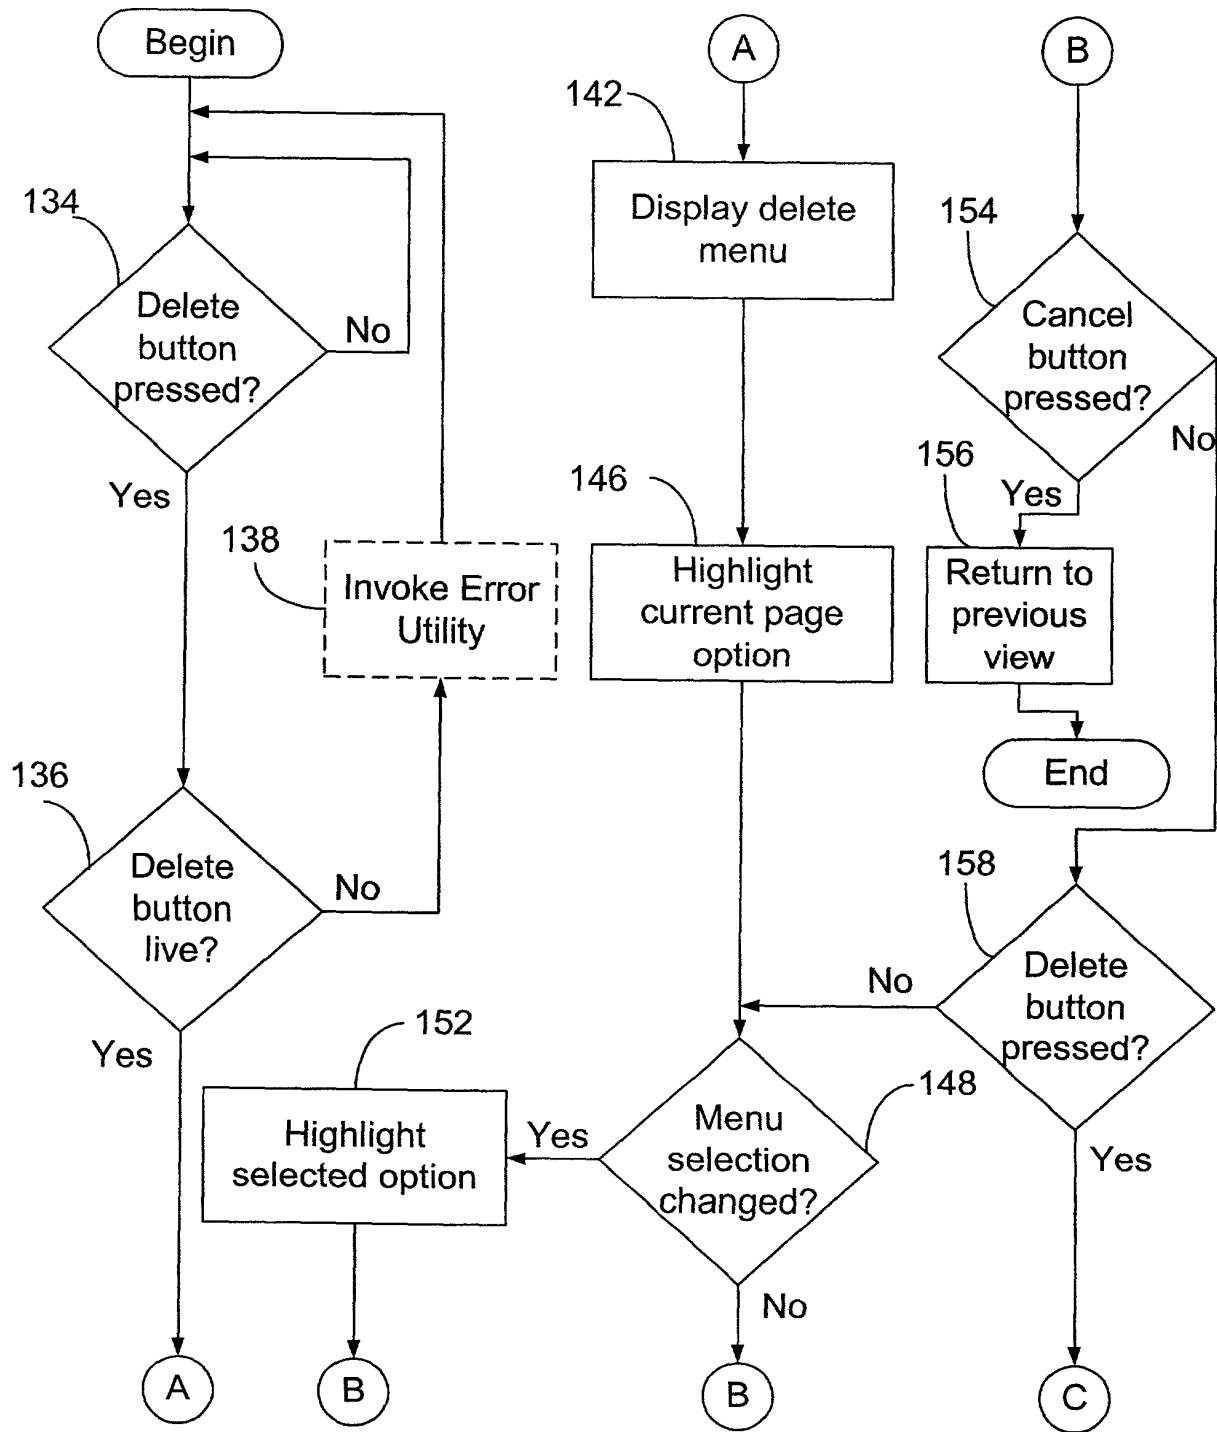 Begin
134
Delete
button
pressed?
No
Yes
138
Invoke Error
Utility
136
Delete
button
live?
No
Yes
A
152
Highlight
selected option
B
A
142
Display delete
menu
146
Highlight
current page
option
148
Menu
selection
changed?
Yes
No
B
B
154
Cancel
button
pressed?
No
Yes
156
Return to
previous
view
End
158
Delete
button
pressed?
No
Yes
C